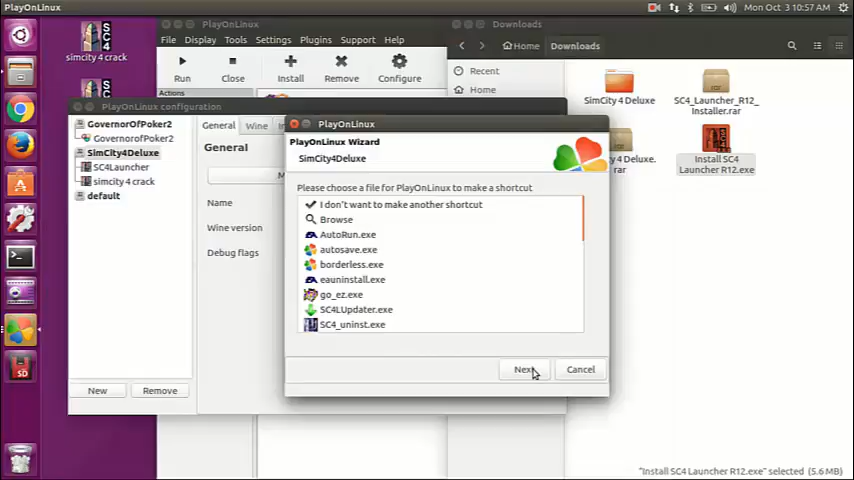 PlayOnLinux
Mon Oct 3 10:57 AM
simcity 4 crack
PlayOnLinux
File Display Tools Settings Plugins Support Help
Run Close Install Remove Configure
Actions
Downloads
Home Downloads
Recent
Home
SimCity 4 Deluxe
SC4_Launcher_R12_
Installer.rar
Deluxe.
rar
Install SC4
Launcher R12.exe
PlayOnLinux configuration
GovernorOfPoker2
GovernorofPoker2
SimCity4Deluxe
SC4Launcher
simcity 4 crack
default
New Remove
General Wine
General
Name
Wine version
Debug flags
PlayOnLinux
PlayOnLinux Wizard
SimCity4Deluxe
Please choose a file for PlayOnLinux to make a shortcut
I don't want to make another shortcut
Browse
AutoRun.exe
autosave.exe
borderless.exe
eauninstall.exe
go_ez.exe
SC4LUpdater.exe
SC4_uninst.exe
Next Cancel
"Install SC4 Launcher R12.exe" selected (5.6 MB)